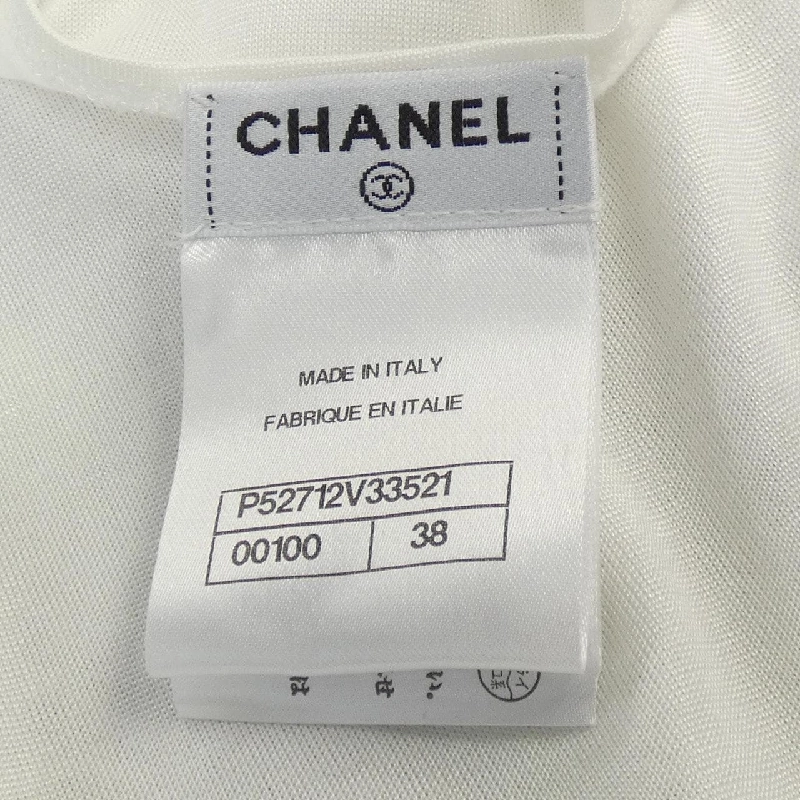 CHANEL
MADE IN ITALY
FABRIQUE EN ITALIE
P52712V33521
00100 38